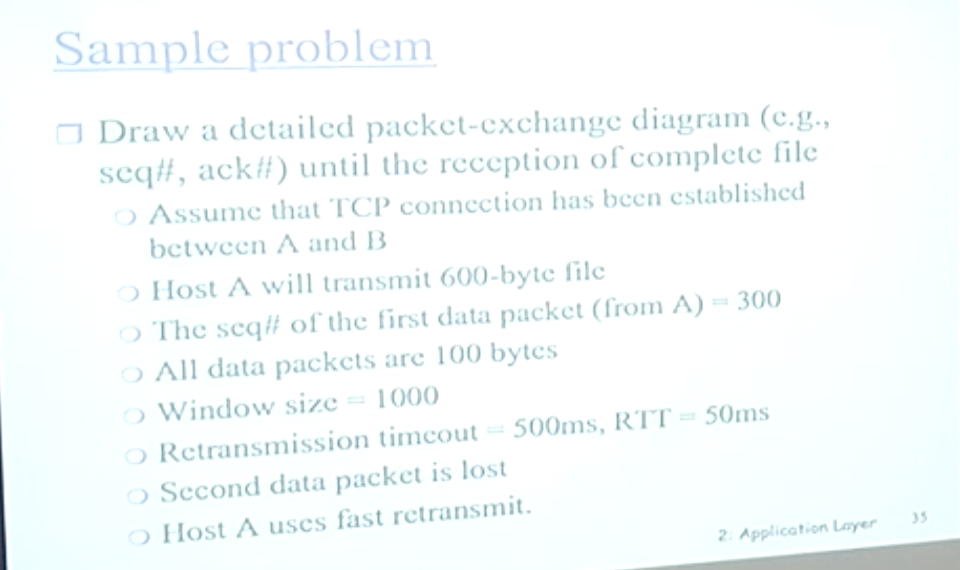 Sample problem
Draw a detailed packet-exchange diagram (e.g.,
seq#, ack#) until the reception of complete file
Assume that TCP connection has been established
between A and B
Host A will transmit 600-byte file
The seq# of the first data packet (from A) = 300
All data packets are 100 bytes
Window size = 1000
Retransmission timeout = 500ms, RTT = 50ms
Second data packet is lost
Host A uses fast retransmit.
2: Application Layer 35